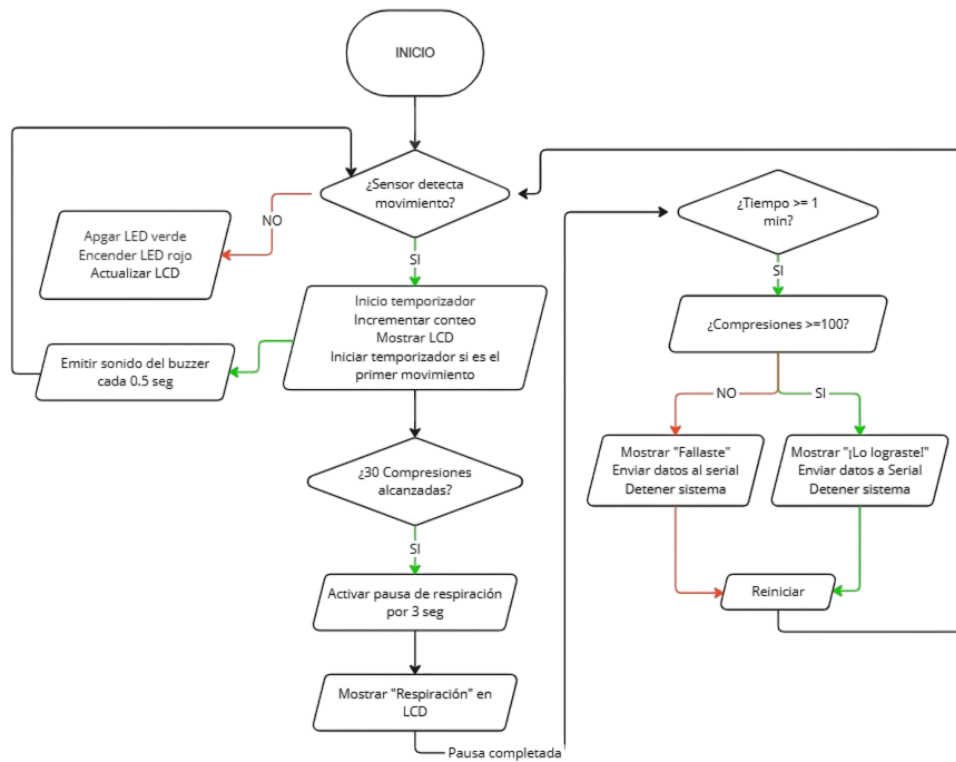 INICIO
¿Sensor detecta
movimiento?
NO
Apgar LED verde
Encender LED rojo
Actualizar LCD
SI
Inicio temporizador
Incrementar conteo
Mostrar LCD
Iniciar temporizador si es el
primer movimiento
Emitir sonido del buzzer
cada 0.5 seg
¿30 Compresiones
alcanzadas?
SI
Activar pausa de respiración
por 3 seg
Mostrar "Respiración" en
LCD
Pausa completada
¿Tiempo >= 1
min?
SI
¿Compresiones >=100?
NO
SI
Mostrar "Fallaste"
Enviar datos al serial
Detener sistema
Mostrar "¡Lo lograste!"
Enviar datos a Serial
Detener sistema
Reiniciar